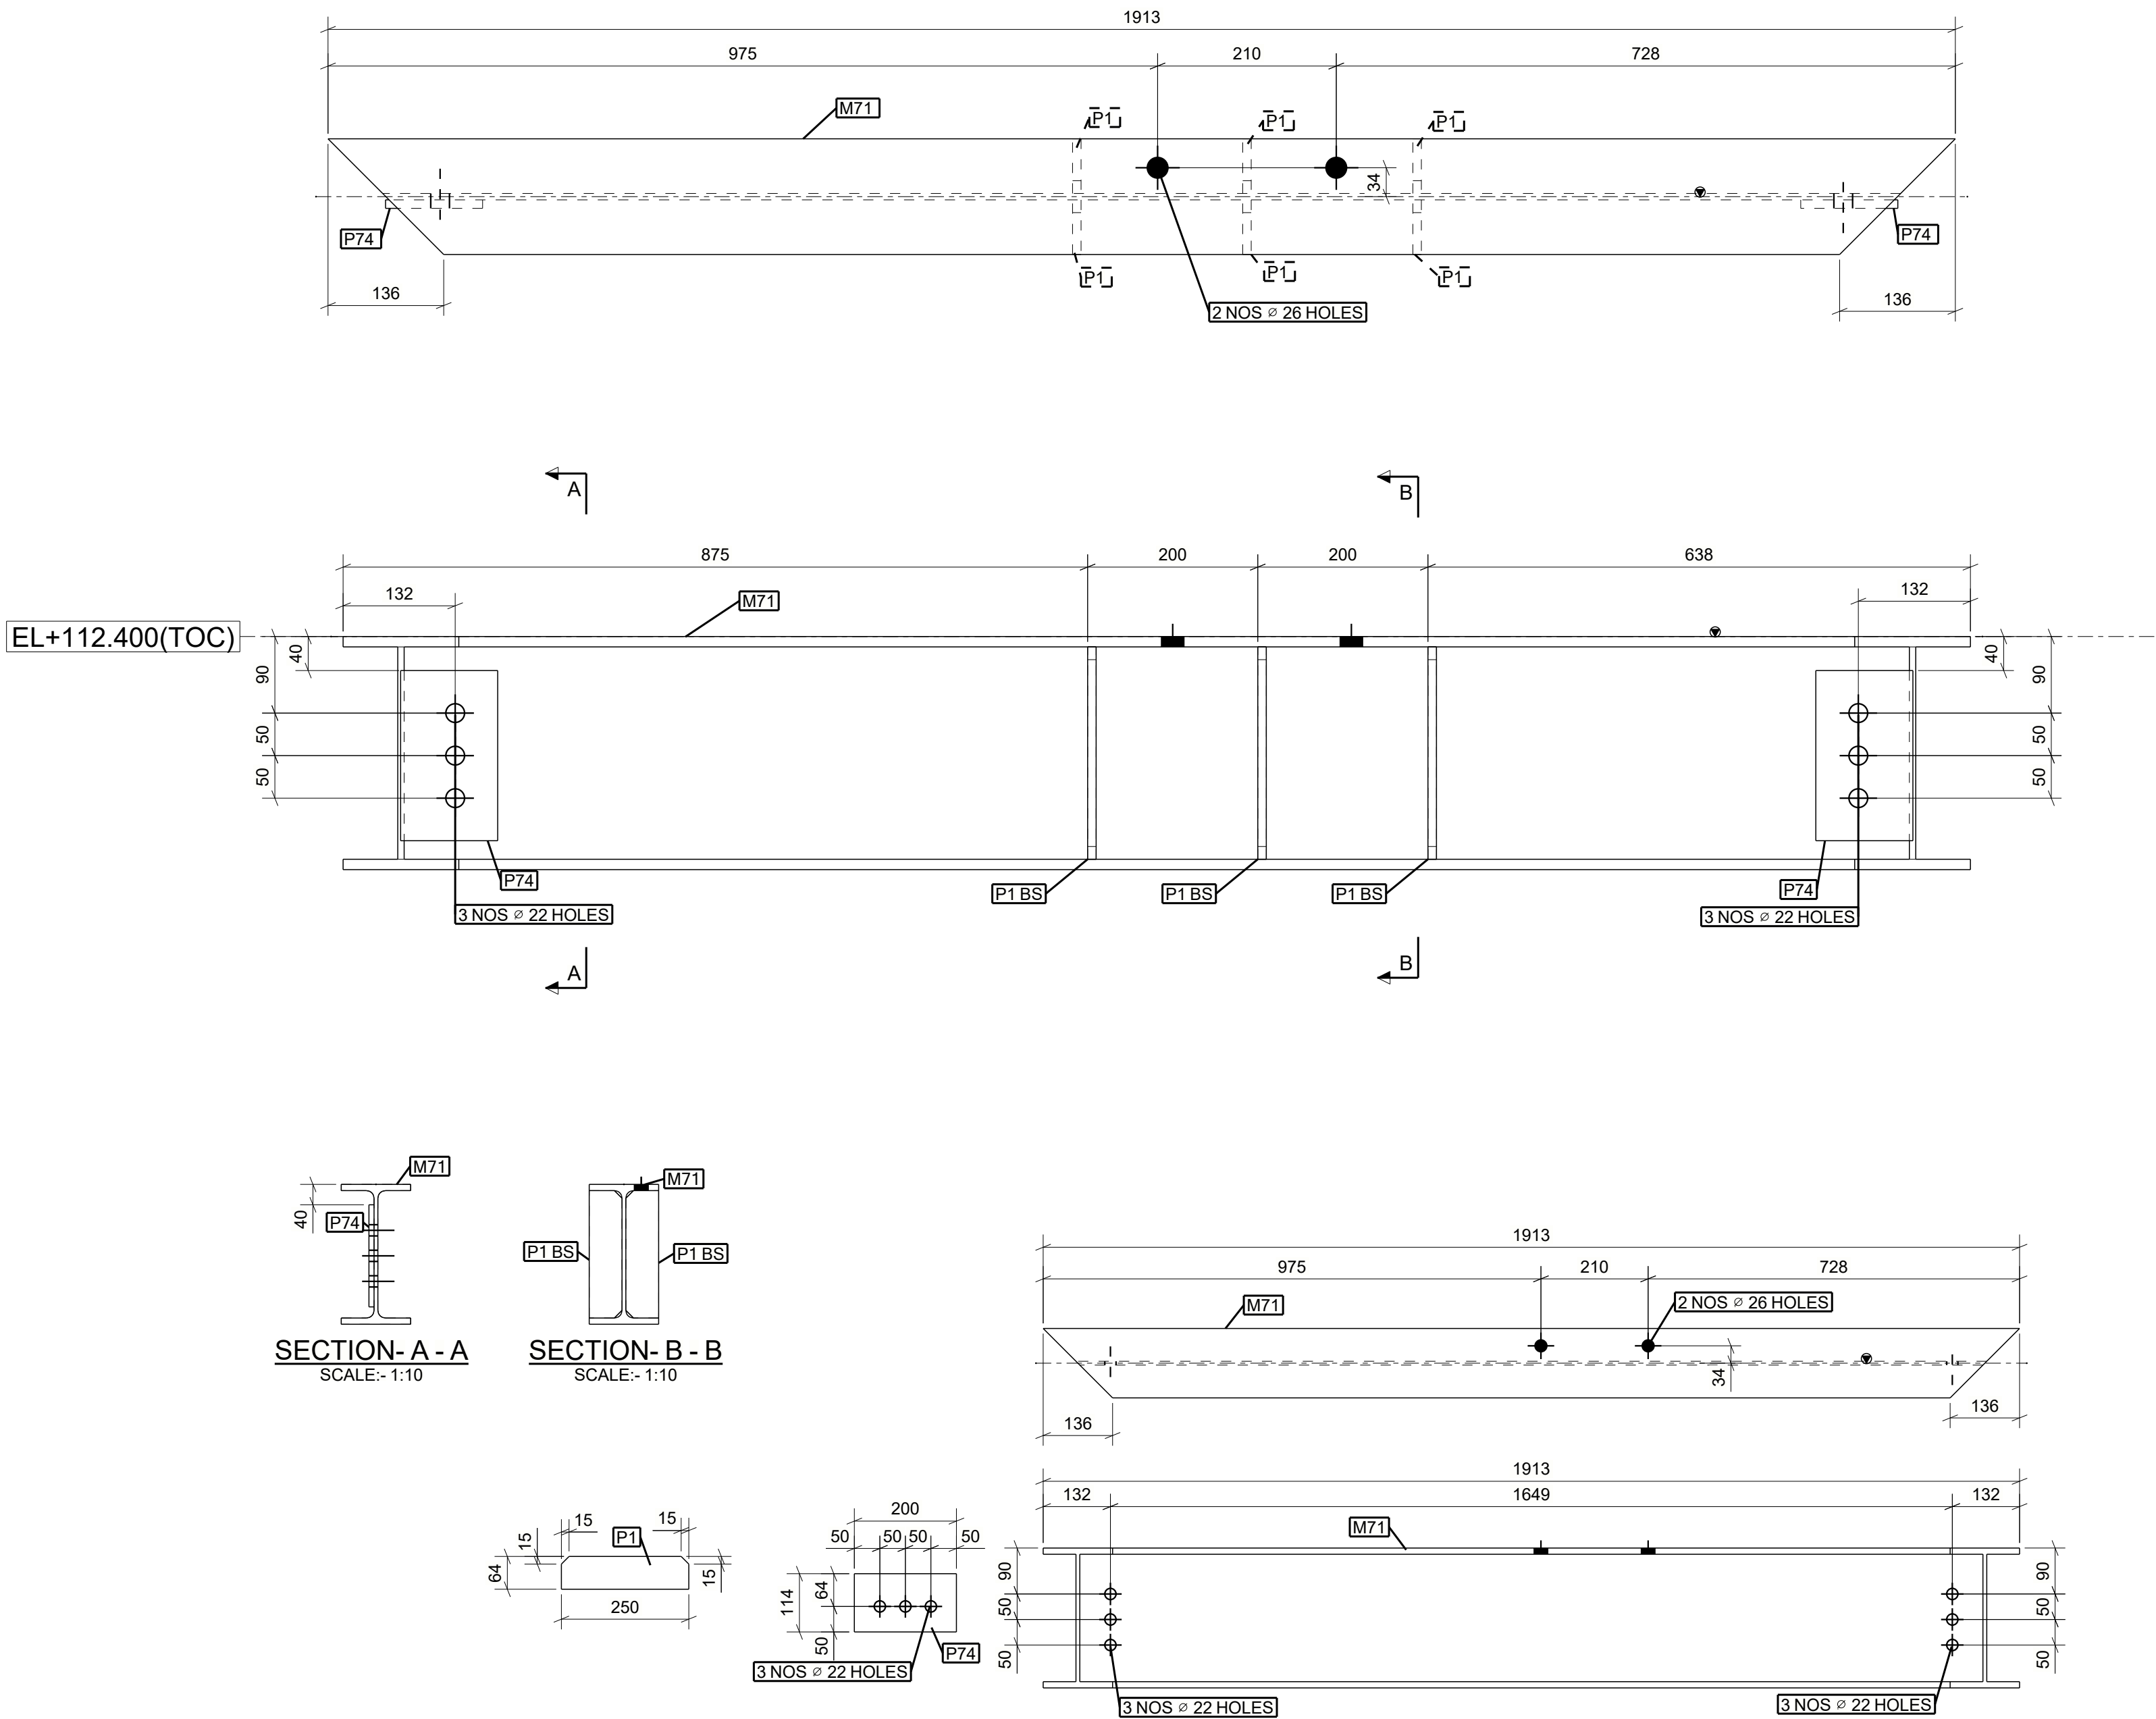 1913
975 210 728
M71
P1 P1 P1
34
P74 P74
P1 P1 P1
136 136
2 NOS ⌀ 26 HOLES
A B
875 200 200 638
132 132
M71
EL+112.400(TOC)
40 40
90 90
50 50
50 50
P74 P74
P1 BS P1 BS P1 BS
3 NOS ⌀ 22 HOLES 3 NOS ⌀ 22 HOLES
A B
M71
40
P74
SECTION- A - A
SCALE:- 1:10
M71
P1 BS P1 BS
SECTION- B - B
SCALE:- 1:10
1913
975 210 728
M71 2 NOS ⌀ 26 HOLES
34
136 136
15 15
15 P1
64 15
250
200
50 50 50 50
114 64
50
P74
3 NOS ⌀ 22 HOLES
1913
132 1649 132
M71
90 90
50 50
50 50
3 NOS ⌀ 22 HOLES 3 NOS ⌀ 22 HOLES